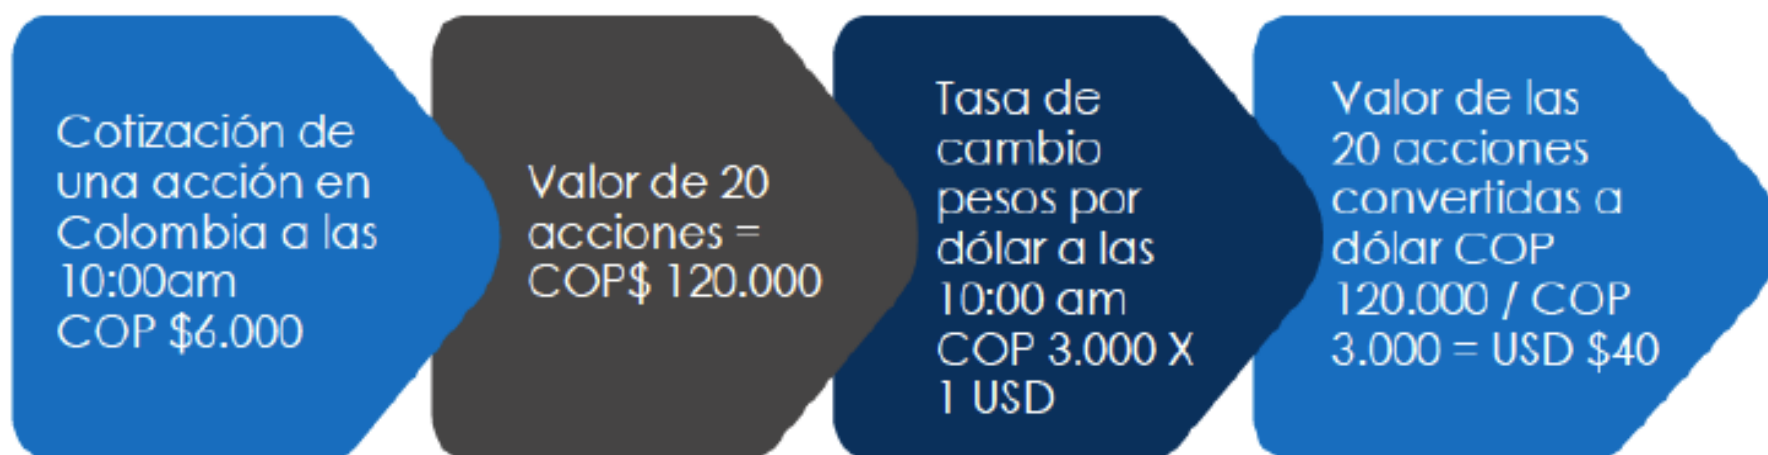 Cotización de
una acción en
Colombia a las
10:00am
COP $6.000
Valor de 20
acciones =
COP$ 120.000
Tasa de
cambio
pesos por
dólar a las
10:00 am
COP 3.000 X
1 USD
Valor de las
20 acciones
convertidas a
dólar COP
120.000 / COP
3.000 = USD $40